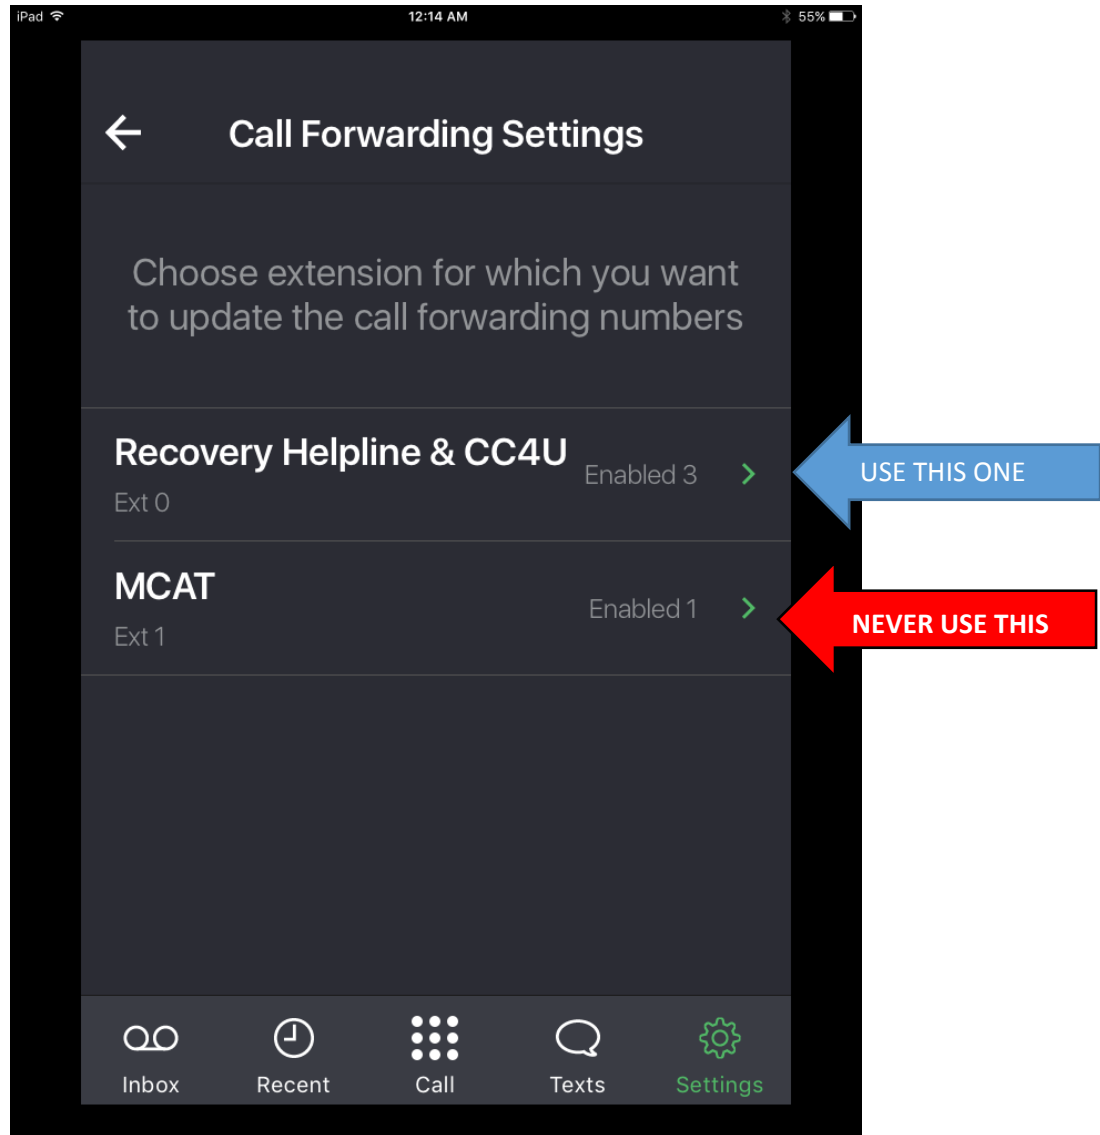 iPad 12:14 AM 55%
Call Forwarding Settings
Choose extension for which you want
to update the call forwarding numbers
Recovery Helpline & CC4U
Enabled 3
Ext 0
USE THIS ONE
MCAT
Enabled 1
Ext 1
NEVER USE THIS
Inbox Recent Call Texts Settings